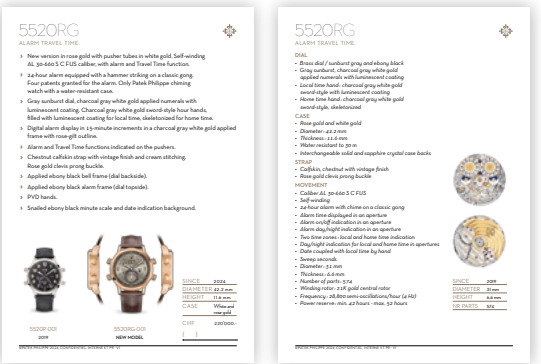 5520RG
ALARM TRAVEL TIME.
New version in rose gold with pusher tubes in white gold. Self-winding
AL 30-660 S C FUS caliber, with alarm and Travel Time function.
24-hour alarm equipped with a hammer striking on a classic gong.
Four patents granted for the alarm. Only Patek Philippe chiming
watch with a water-resistant case.
Gray sunburst dial, charcoal gray white gold applied numerals with
luminescent coating. Charcoal gray white gold sword-style hour hands,
filled with luminescent coating for local time, skeletonized for home time.
Digital alarm display in 15-minute increments in a charcoal gray white gold applied
frame with rose-gilt outline.
Alarm and Travel Time functions indicated on the pushers.
Chestnut calfskin strap with vintage finish and cream stitching.
Rose gold clevis prong buckle.
Applied ebony black bell frame (dial backside).
Applied ebony black alarm frame (dial topside).
PVD hands.
Snailed ebony black minute scale and date indication background.
5520P-001
2019
5520RG-001
NEW MODEL
SINCE 2024
DIAMETER 42.2 mm
HEIGHT 11.6 mm
CASE White and
rose gold
CHF 220'000.-
( )
5520RG
ALARM TRAVEL TIME.
DIAL
- Brass dial / sunburst gray and ebony black
- Gray sunburst, charcoal gray white gold
applied numerals with luminescent coating
- Local time hand: charcoal gray white gold
sword-style with luminescent coating
- Home time hand: charcoal gray white gold
sword-style, skeletonized
CASE
- Rose gold and white gold
- Diameter: 42.2 mm
- Thickness: 11.6 mm
- Water resistant to 30 m
- Interchangeable solid and sapphire crystal case backs
STRAP
- Calfskin, chestnut with vintage finish
- Rose gold clevis prong buckle
MOVEMENT
- Caliber AL 30-660 S C FUS
- Self-winding
- 24-hour alarm with chime on a classic gong
- Alarm time displayed in an aperture
- Alarm on/off indication in an aperture
- Alarm day/night indication in an aperture
- Two time zones: local and home time indication
- Day/night indication for local and home time in apertures
- Date coupled with local time by hand
- Sweep seconds
- Diameter: 31 mm
- Thickness: 6.6 mm
- Number of parts: 574
- Winding rotor: 21K gold central rotor
- Frequency: 28,800 semi-oscillations/hour (4 Hz)
- Power reserve: min. 42 hours - max. 52 hours
SINCE 2019
DIAMETER 31 mm
HEIGHT 6.6 mm
NR PARTS 574